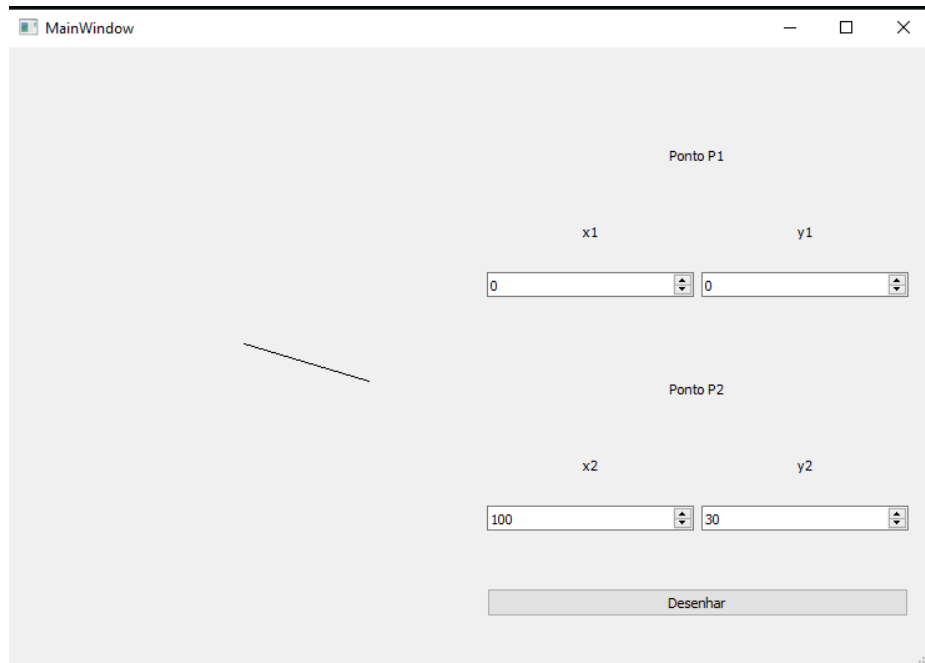 MainWindow
Ponto P1
x1 y1
0 0
Ponto P2
x2 y2
100 30
Desenhar